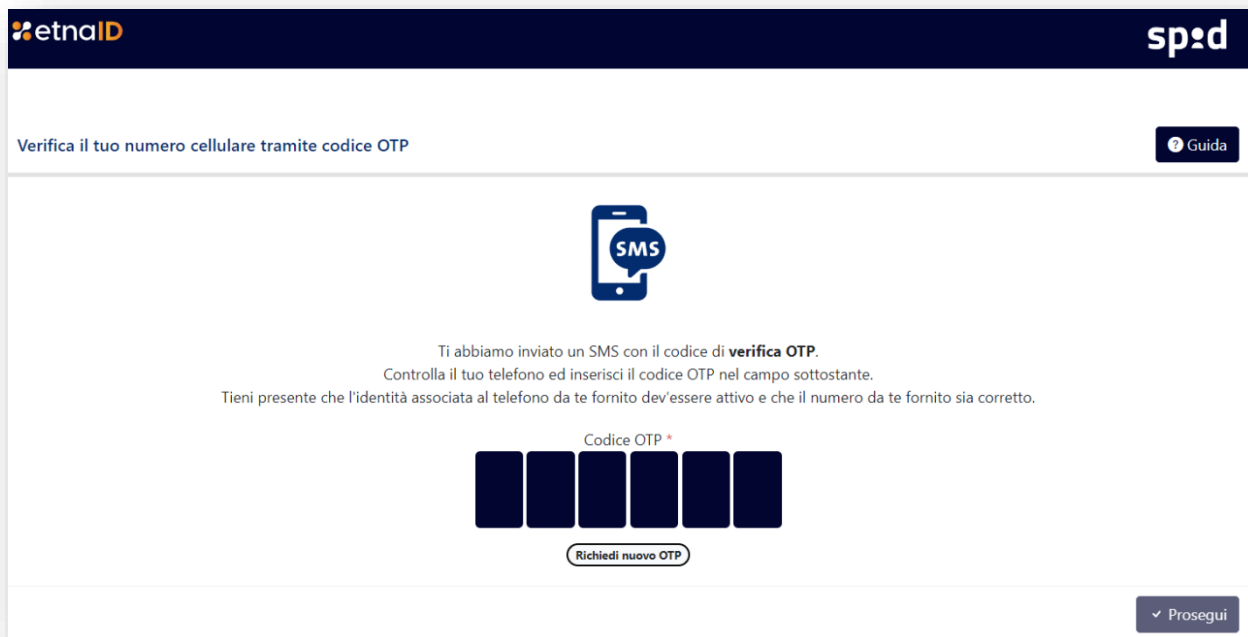 etnaID
spid
Verifica il tuo numero cellulare tramite codice OTP
? Guida
SMS
Ti abbiamo inviato un SMS con il codice di verifica OTP.
Controlla il tuo telefono ed inserisci il codice OTP nel campo sottostante.
Tieni presente che l'identità associata al telefono da te fornito dev'essere attivo e che il numero da te fornito sia corretto.
Codice OTP *
Richiedi nuovo OTP
Prosegui